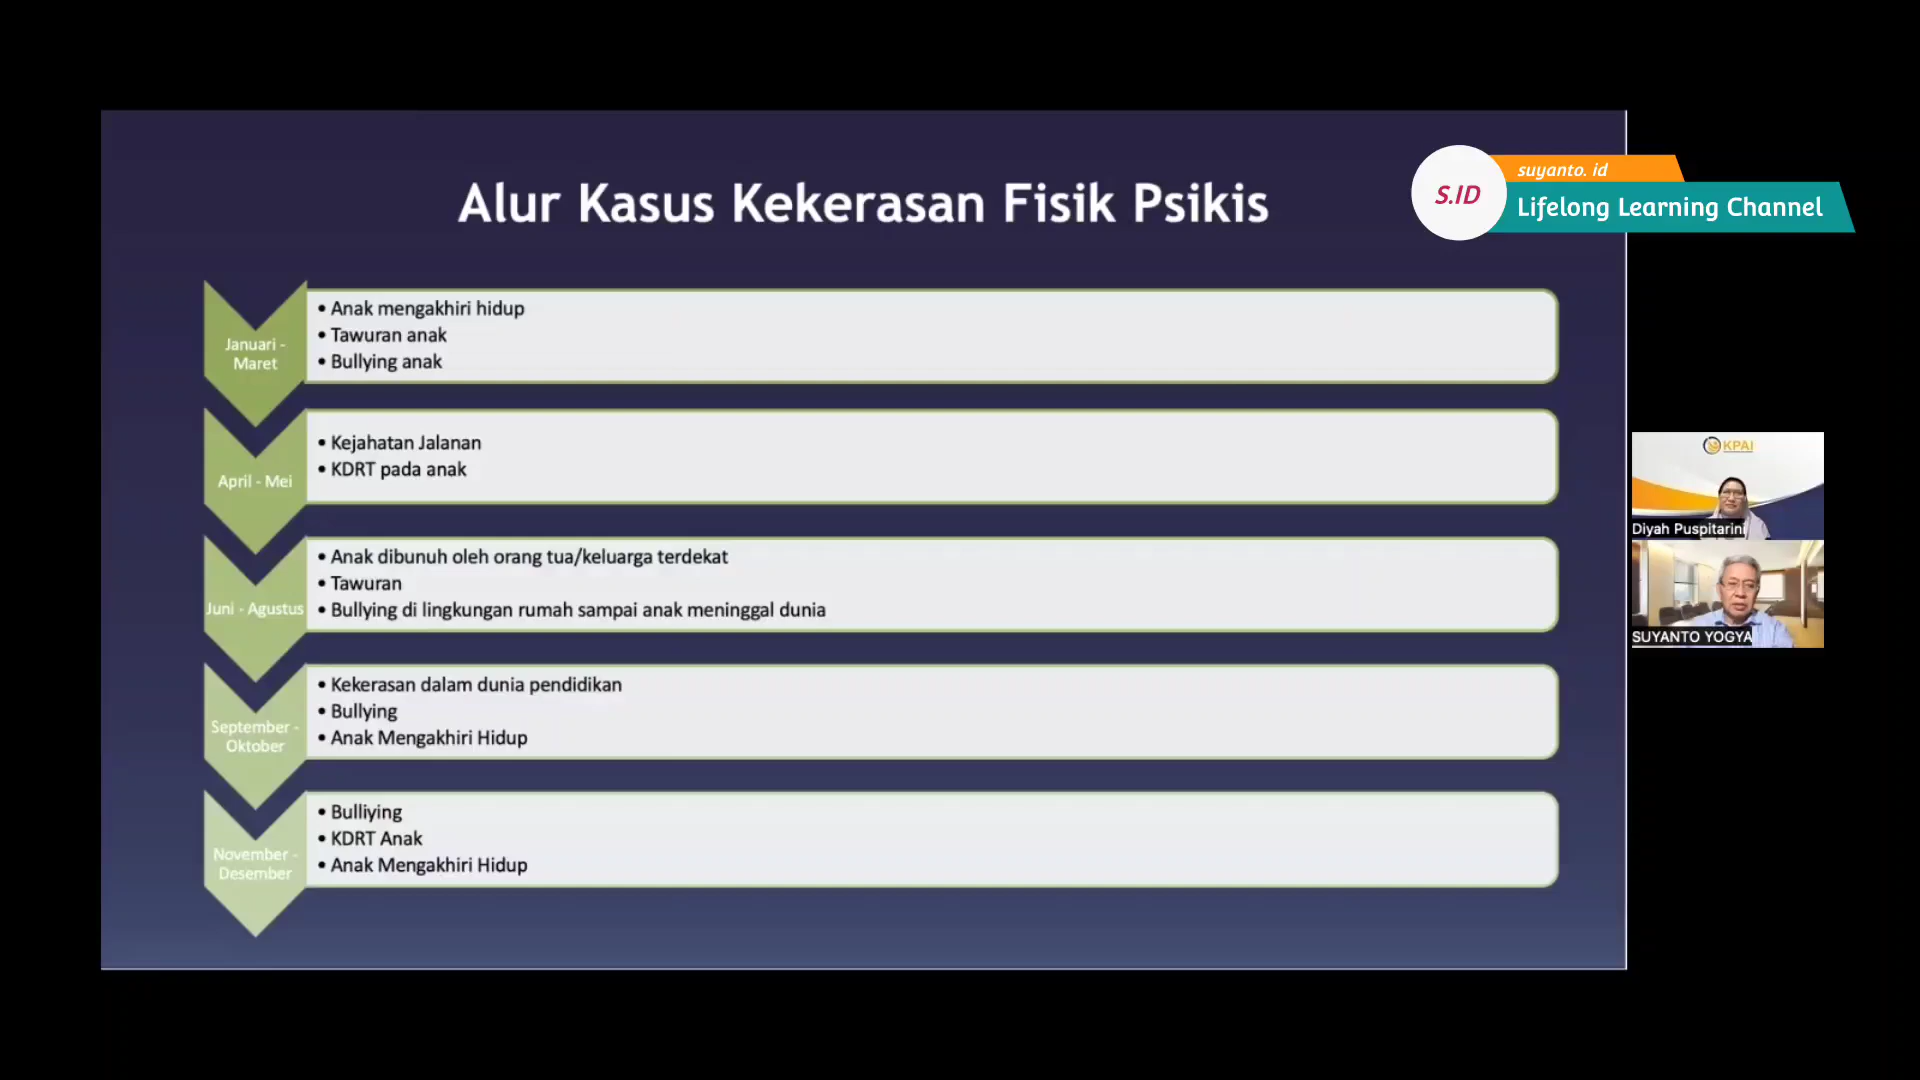 Alur Kasus Kekerasan Fisik Psikis
S.ID
suyanto. id
Lifelong Learning Channel
Januari -
Maret
• Anak mengakhiri hidup
• Tawuran anak
• Bullying anak
April - Mei
• Kejahatan Jalanan
• KDRT pada anak
Juni - Agustus
• Anak dibunuh oleh orang tua/keluarga terdekat
• Tawuran
• Bullying di lingkungan rumah sampai anak meninggal dunia
September -
Oktober
• Kekerasan dalam dunia pendidikan
• Bullying
• Anak Mengakhiri Hidup
November -
Desember
• Bulliying
• KDRT Anak
• Anak Mengakhiri Hidup
KPAI
Diyah Puspitarini
SUYANTO YOGYA